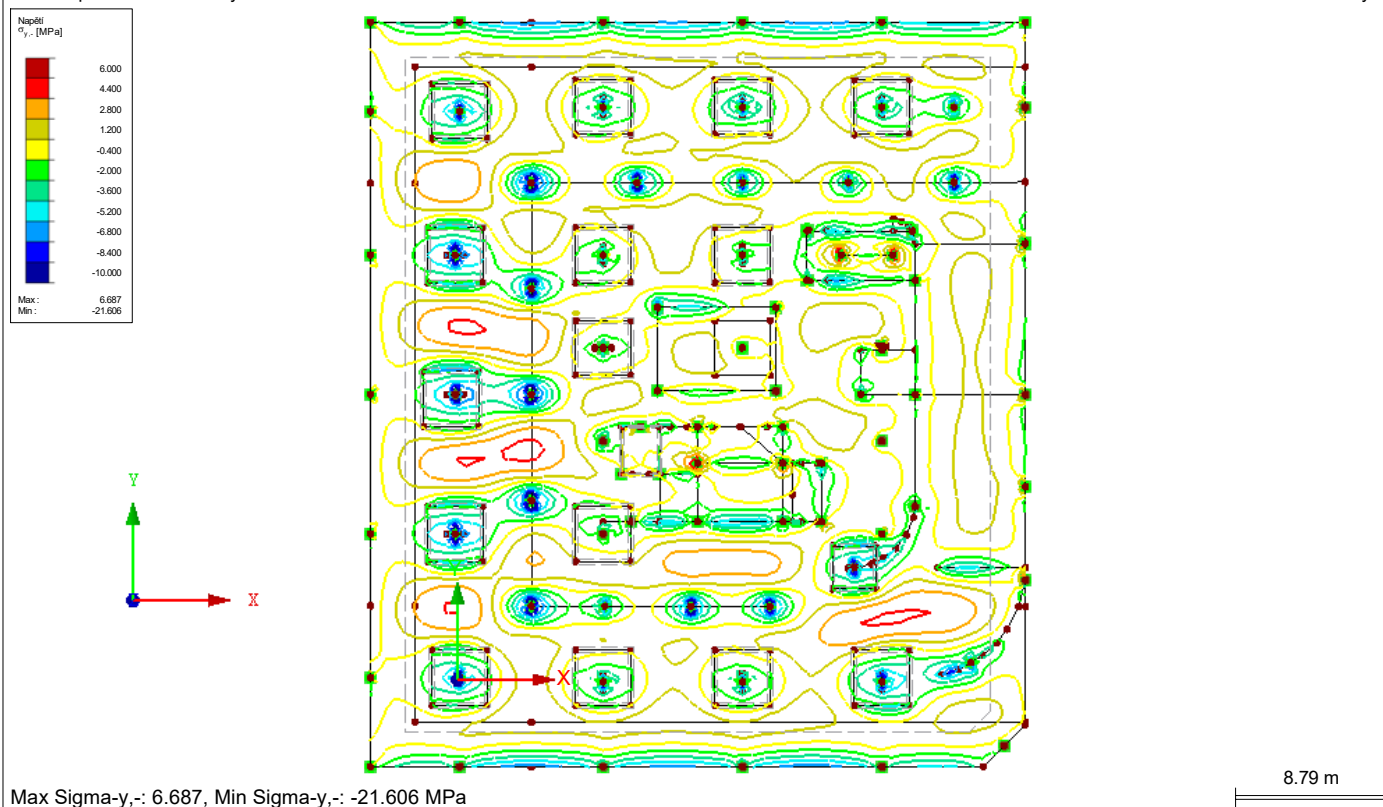 Napětí
σy,- [MPa]
6.000
4.400
2.800
1.200
-0.400
-2.000
-3.600
-5.200
-6.800
-8.400
-10.000
Max : 6.687
Min : -21.606
Y
X
Y
X
Max Sigma-y,-: 6.687, Min Sigma-y,-: -21.606 MPa
8.79 m